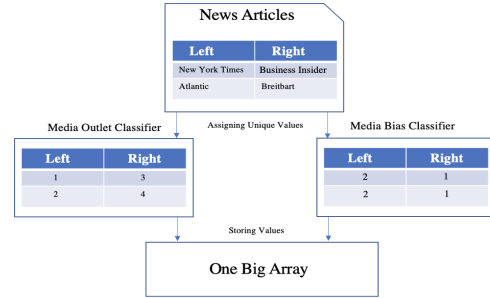 News Articles
Left Right
New York Times Business Insider
Atlantic Breitbart
Assigning Unique Values
Media Outlet Classifier
Left Right
1 3
2 4
Media Bias Classifier
Left Right
2 1
2 1
Storing Values
One Big Array